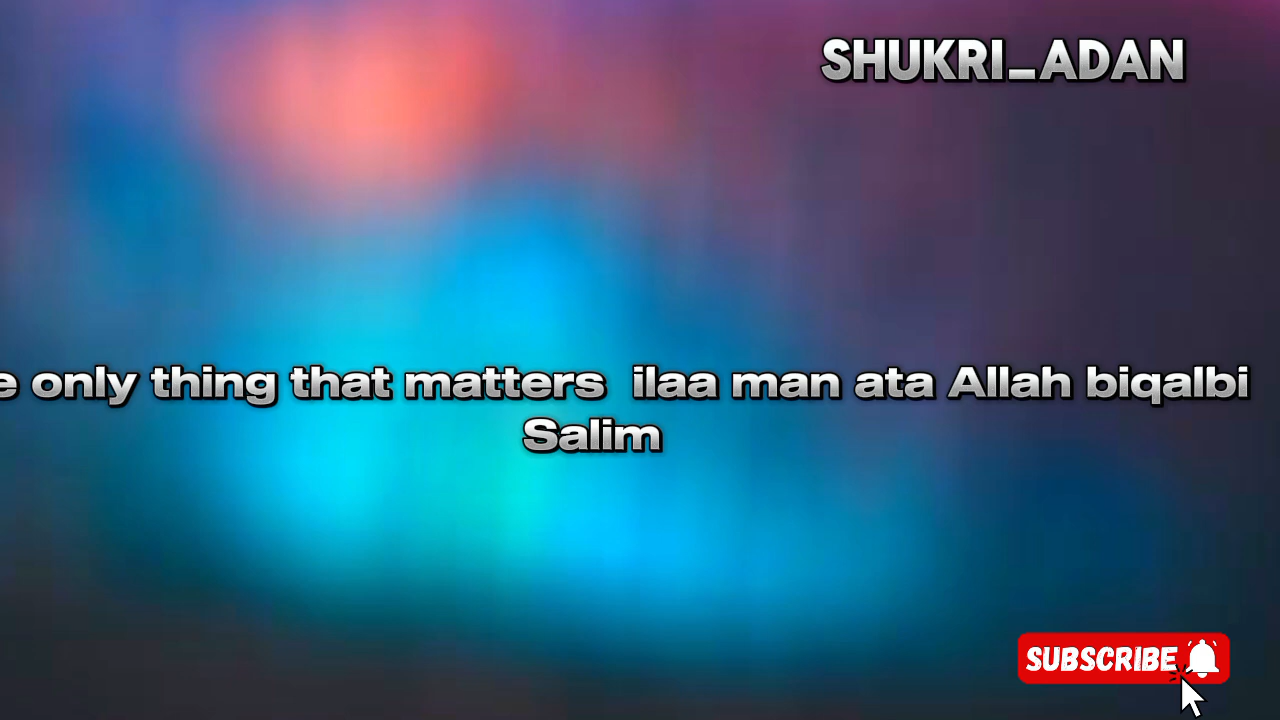 SHUKRI_ADAN
e only thing that matters ilaa man ata Allah biqalbi
Salim
SUBSCRIBE